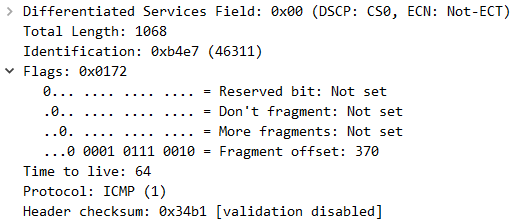 Differentiated Services Field: 0x00 (DSCP: CS0, ECN: Not-ECT)
Total Length: 1068
Identification: 0xb4e7 (46311)
Flags: 0x0172
0... .... .... .... = Reserved bit: Not set
.0.. .... .... .... = Don't fragment: Not set
..0. .... .... .... = More fragments: Not set
...0 0001 0111 0010 = Fragment offset: 370
Time to live: 64
Protocol: ICMP (1)
Header checksum: 0x34b1 [validation disabled]